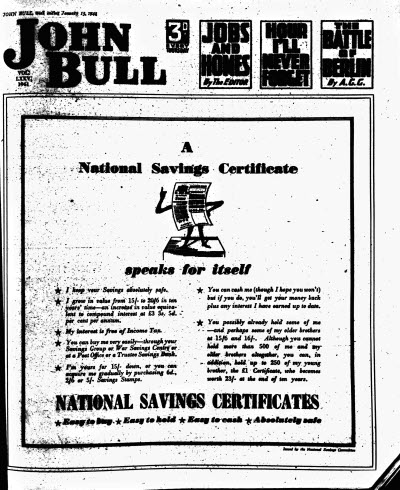 JOHN BULL, week ending January 15, 1944
JOHN
BULL
VOL.
LXXV.
1961
3D
JOBS
AND
HOMES
By The EDITOR
HOUR
I'LL
NEVER
FORGET
THE
BATTLE
OF
BERLIN
By A.G.G.
A
National Savings Certificate
speaks for itself
★ I keep your Savings absolutely safe.
★ I grow in value from 15/- to 20/6 in ten
years' time—an increase in value equiva-
lent to compound interest at £3 3s. 5d.
per cent per annum.
★ My interest is free of Income Tax.
★ You can buy me very easily—through your
Savings Group or War Savings Centre or
at a Post Office or a Trustee Savings Bank.
★ I'm yours for 15/- down, or you can
acquire me gradually by purchasing 6d.,
2/6 or 5/- Savings Stamps.
★ You can cash me (though I hope you won't)
but if you do, you'll get your money back
plus any interest I have earned up to date.
★ You possibly already hold some of me
—and perhaps some of my older brothers
at 15/6 and 16/-. Although you cannot
hold more than 500 of me and my
older brothers altogether, you can, in
addition, hold up to 250 of my young
brother, the £1 Certificate, who becomes
worth 23/- at the end of ten years.
NATIONAL SAVINGS CERTIFICATES
★ Easy to buy ★ Easy to hold ★ Easy to cash ★ Absolutely safe
Issued by the National Savings Committee